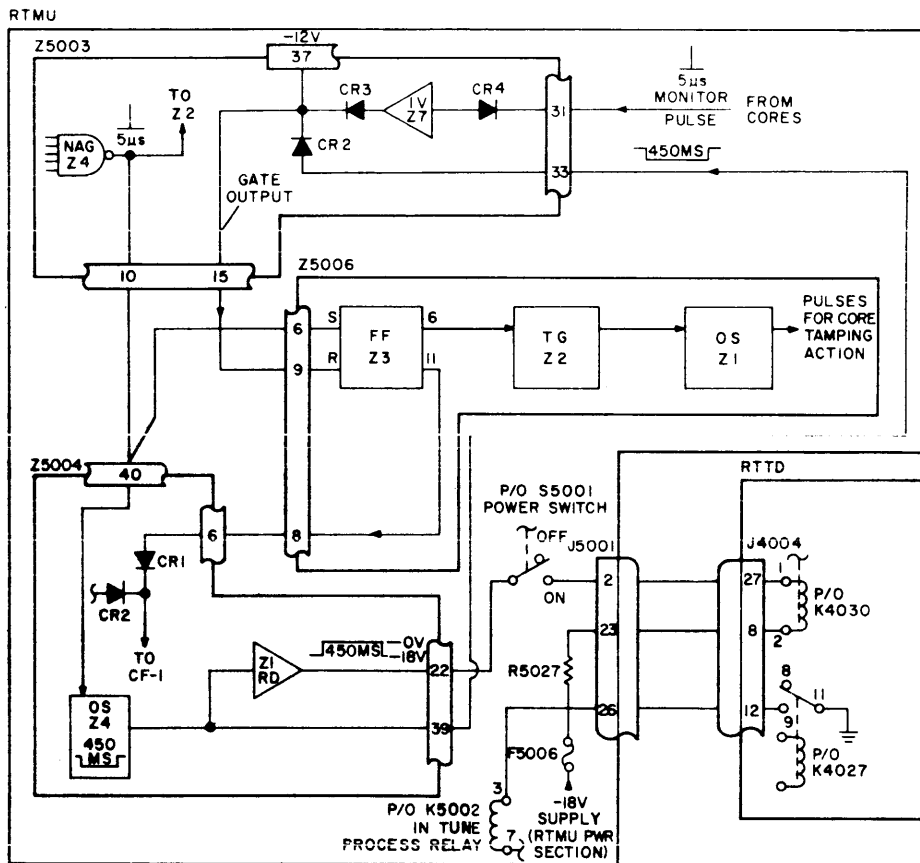 RTMU
Z5003
-12V
37
5µs
MONITOR
PULSE
FROM
CORES
CR3
IV
Z7
CR4
31
TO
Z2
5µs
NAG
Z4
CR2
450MS
33
GATE
OUTPUT
10
15
Z5006
6
S
FF
Z3
6
TG
Z2
OS
Z1
PULSES
FOR CORE
TAMPING
ACTION
9
R
11
Z5004
40
RTTD
P/O S5001
POWER SWITCH
OFF
ON
J5001
J4004
6
8
CR1
CR2
TO
CF-1
2
27
1
P/O
K4030
23
8
2
Z1
RD
450MS
0V
-18V
22
R5027
8
11
OS
Z4
450
MS
39
26
12
9
F5006
P/O
K4027
3
P/O K5002
IN TUNE
PROCESS RELAY
7
-18V
SUPPLY
(RTMU PWR
SECTION)